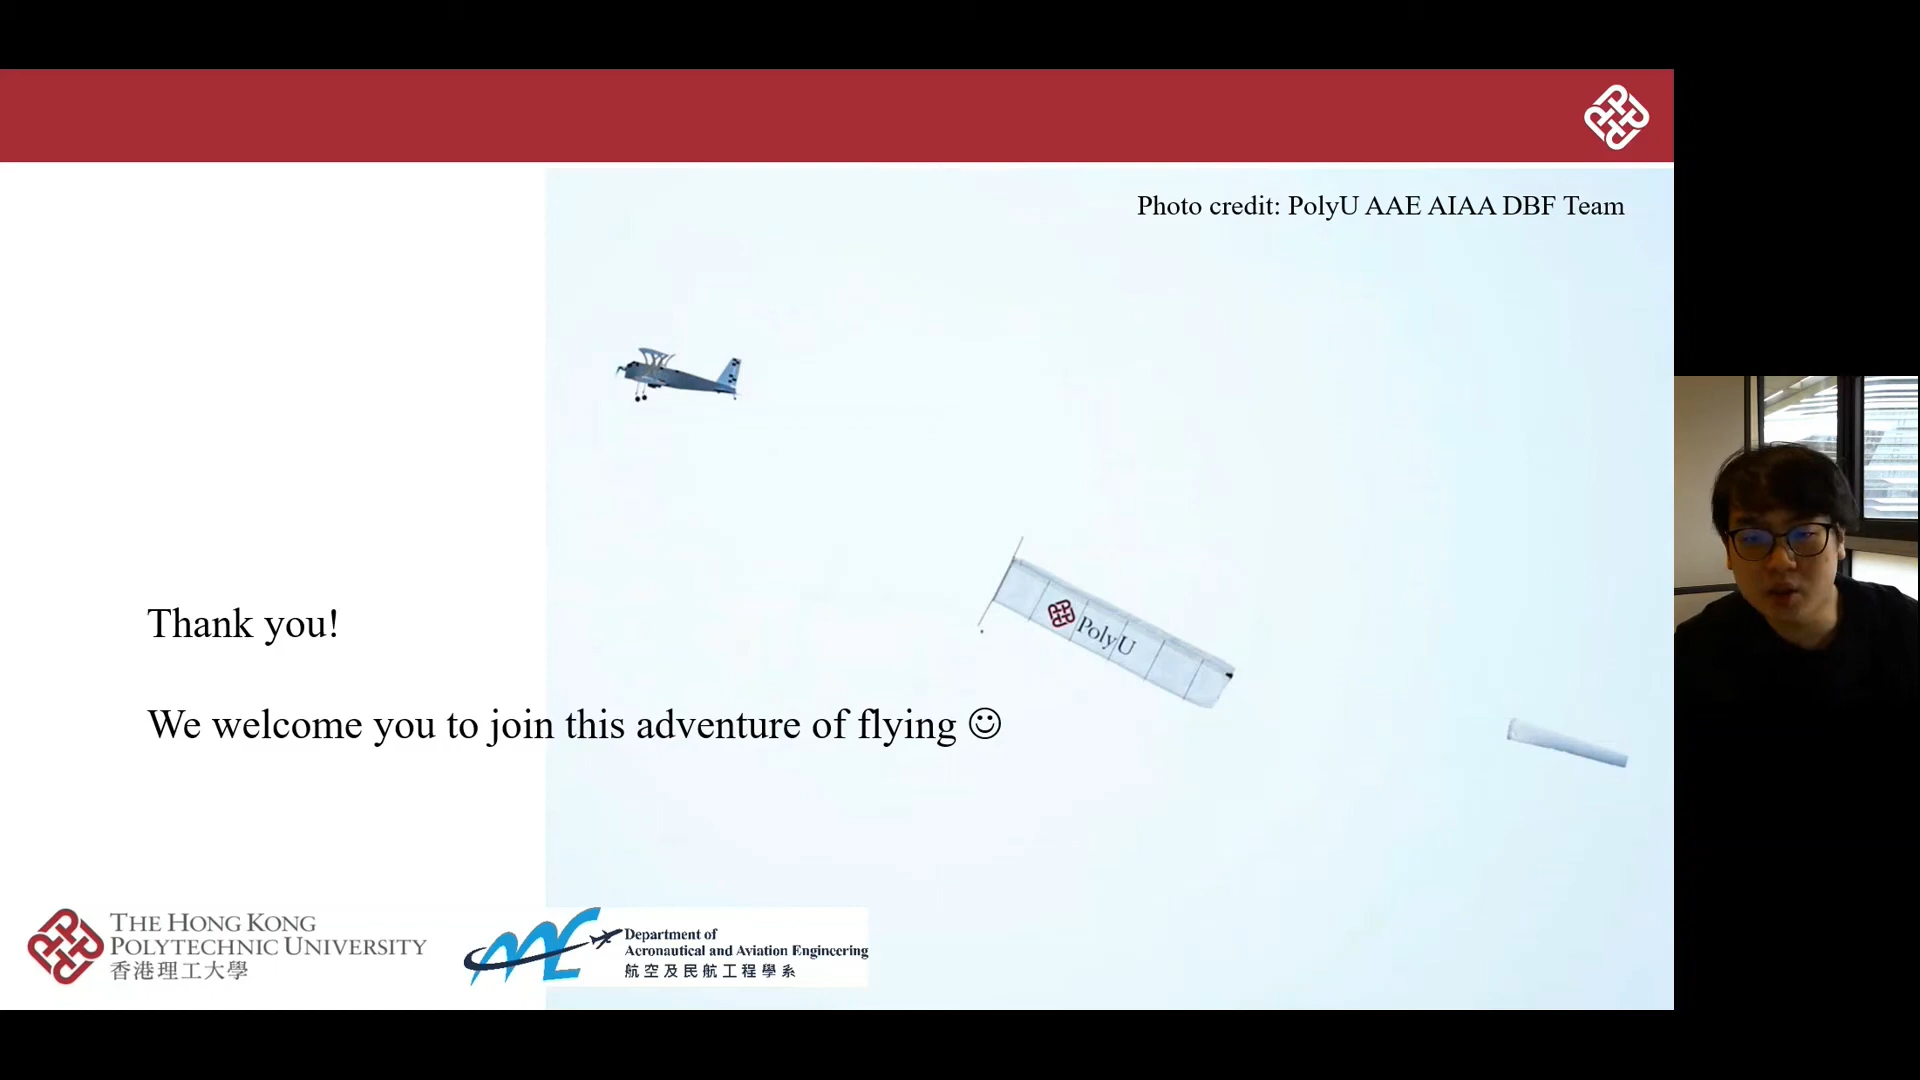 Photo credit: PolyU AAE AIAA DBF Team
PolyU
Thank you!
We welcome you to join this adventure of flying ☺
THE HONG KONG
POLYTECHNIC UNIVERSITY
香港理工大學
AAE
Department of
Aeronautical and Aviation Engineering
航空及民航工程學系